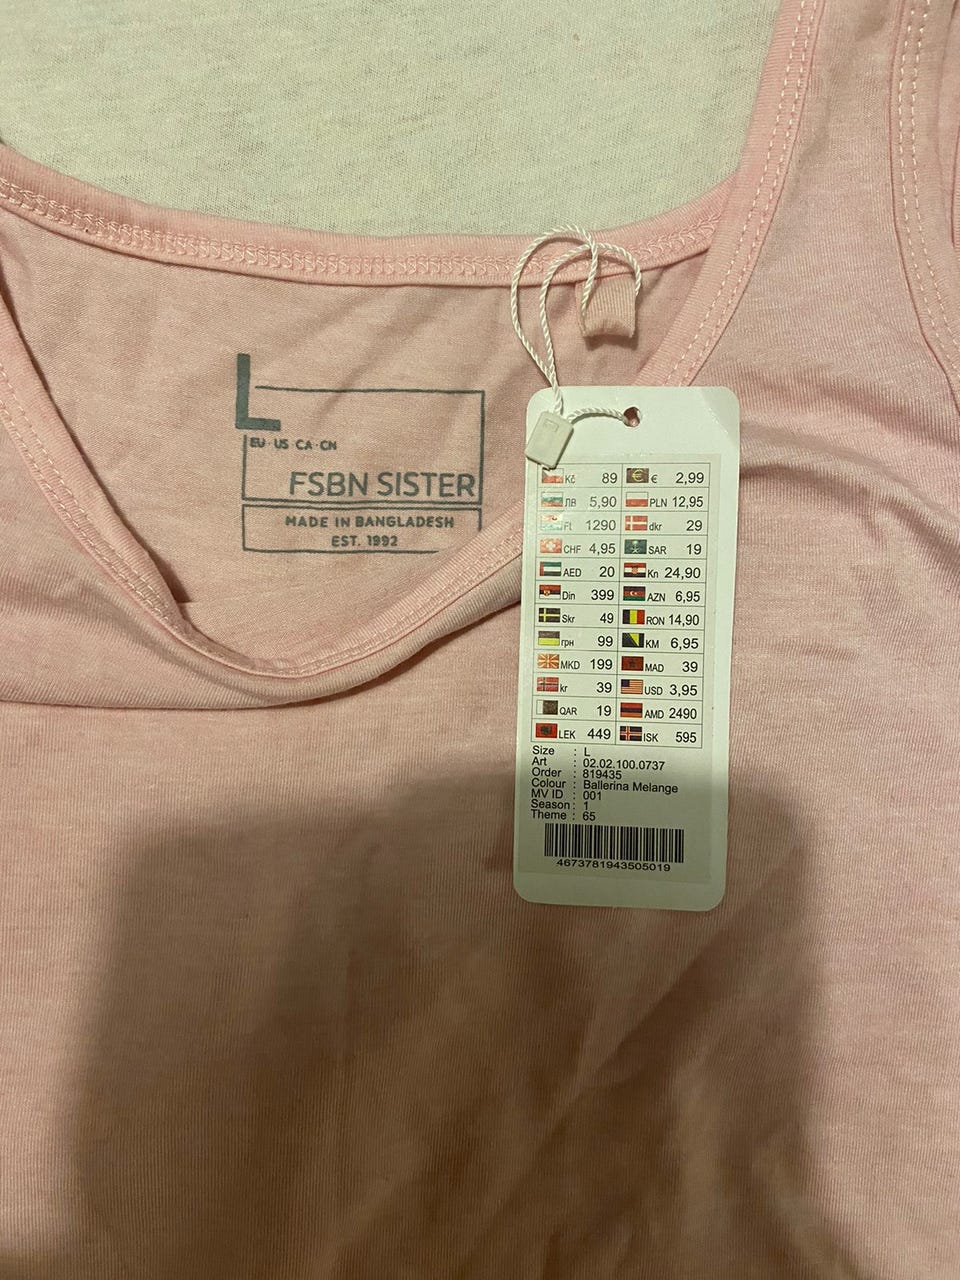 L
EU · US CA · CN
FSBN SISTER
MADE IN BANGLADESH
EST. 1992
Kč 89 € 2,99
ЛВ 5,90 PLN 12,95
Ft 1290 dkr 29
CHF 4,95 SAR 19
AED 20 Kn 24,90
Din 399 AZN 6,95
Skr 49 RON 14,90
грн 99 KM 6,95
MKD 199 MAD 39
kr 39 USD 3,95
QAR 19 AMD 2490
LEK 449 ISK 595
Size : L
Art : 02.02.100.0737
Order : 819435
Colour : Ballerina Melange
MV ID : 001
Season : 1
Theme : 65
4673781943505019